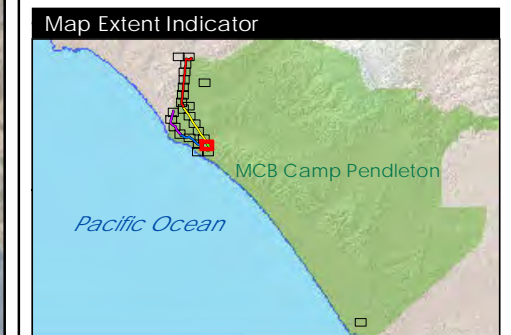 Map Extent Indicator
MCB Camp Pendleton
Pacific Ocean